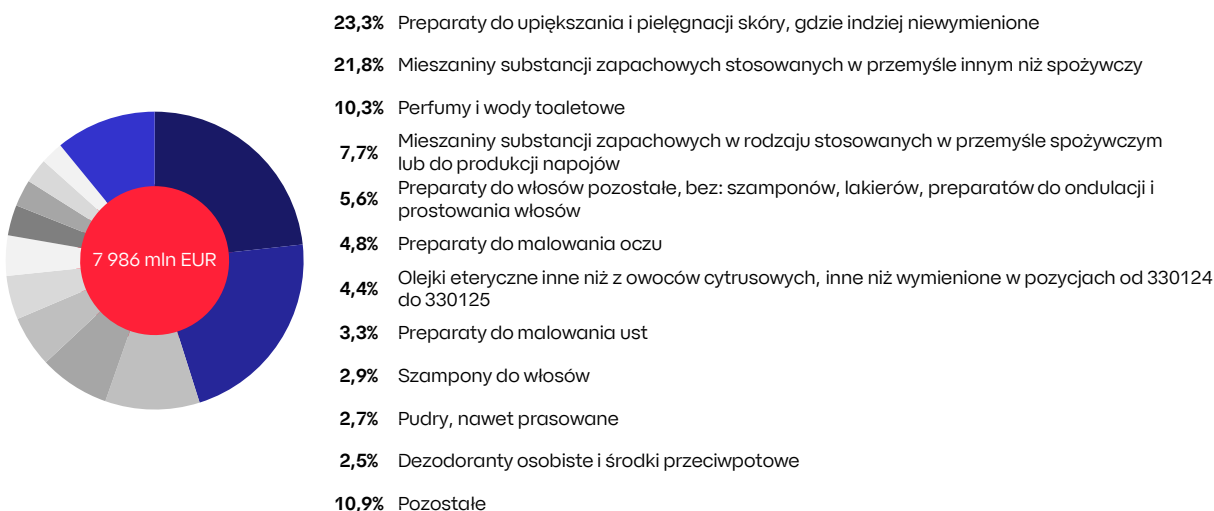 23,3% Preparaty do upiększania i pielęgnacji skóry, gdzie indziej niewymienione
21,8% Mieszaniny substancji zapachowych stosowanych w przemyśle innym niż spożywczy
10,3% Perfumy i wody toaletowe
7,7% Mieszaniny substancji zapachowych w rodzaju stosowanych w przemyśle spożywczym
lub do produkcji napojów
5,6% Preparaty do włosów pozostałe, bez: szamponów, lakierów, preparatów do ondulacji i
prostowania włosów
4,8% Preparaty do malowania oczu
7 986 mln EUR
4,4% Olejki eteryczne inne niż z owoców cytrusowych, inne niż wymienione w pozycjach od 330124
do 330125
3,3% Preparaty do malowania ust
2,9% Szampony do włosów
2,7% Pudry, nawet prasowane
2,5% Dezodoranty osobiste i środki przeciwpotowe
10,9% Pozostałe